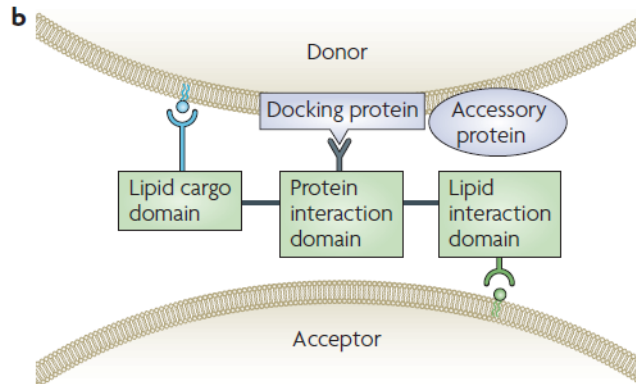 b
Donor
Docking protein
Accessory
protein
Lipid cargo
domain
Protein
interaction
domain
Lipid
interaction
domain
Acceptor